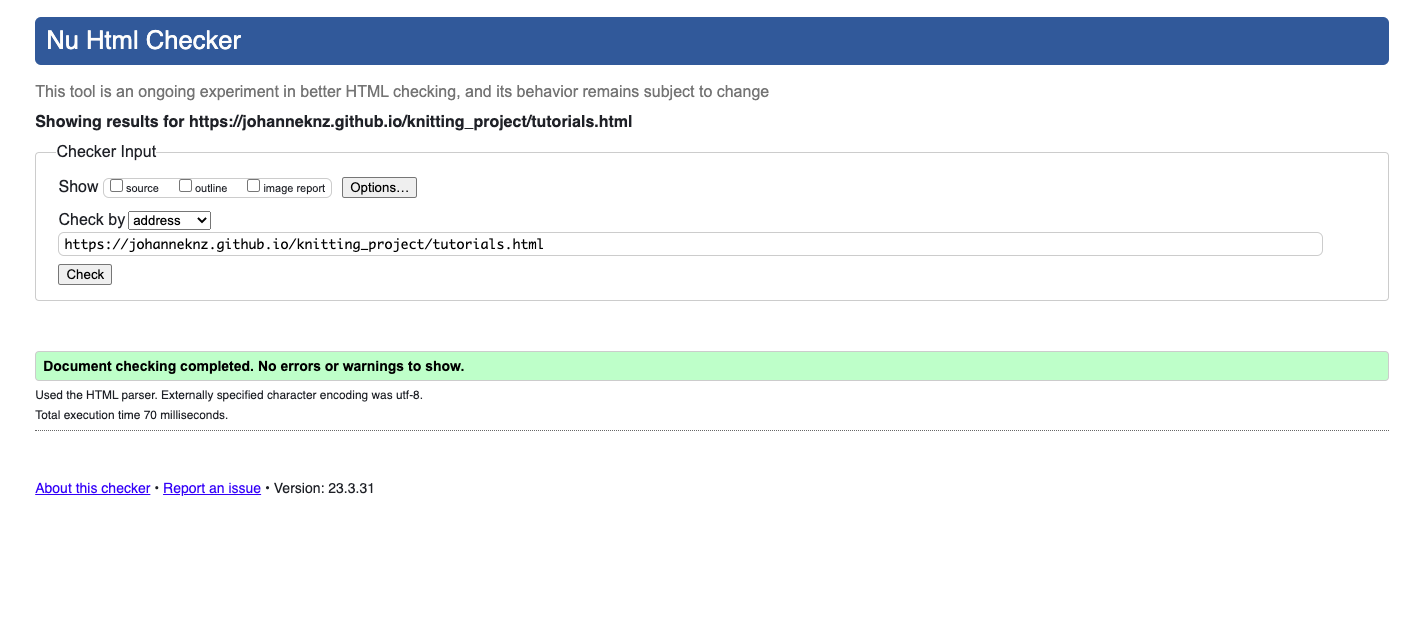 Nu Html Checker
This tool is an ongoing experiment in better HTML checking, and its behavior remains subject to change
Showing results for https://johanneknz.github.io/knitting_project/tutorials.html
Checker Input
Show source outline image report Options...
Check by address
https://johanneknz.github.io/knitting_project/tutorials.html
Check
Document checking completed. No errors or warnings to show.
Used the HTML parser. Externally specified character encoding was utf-8.
Total execution time 70 milliseconds.
About this checker • Report an issue • Version: 23.3.31